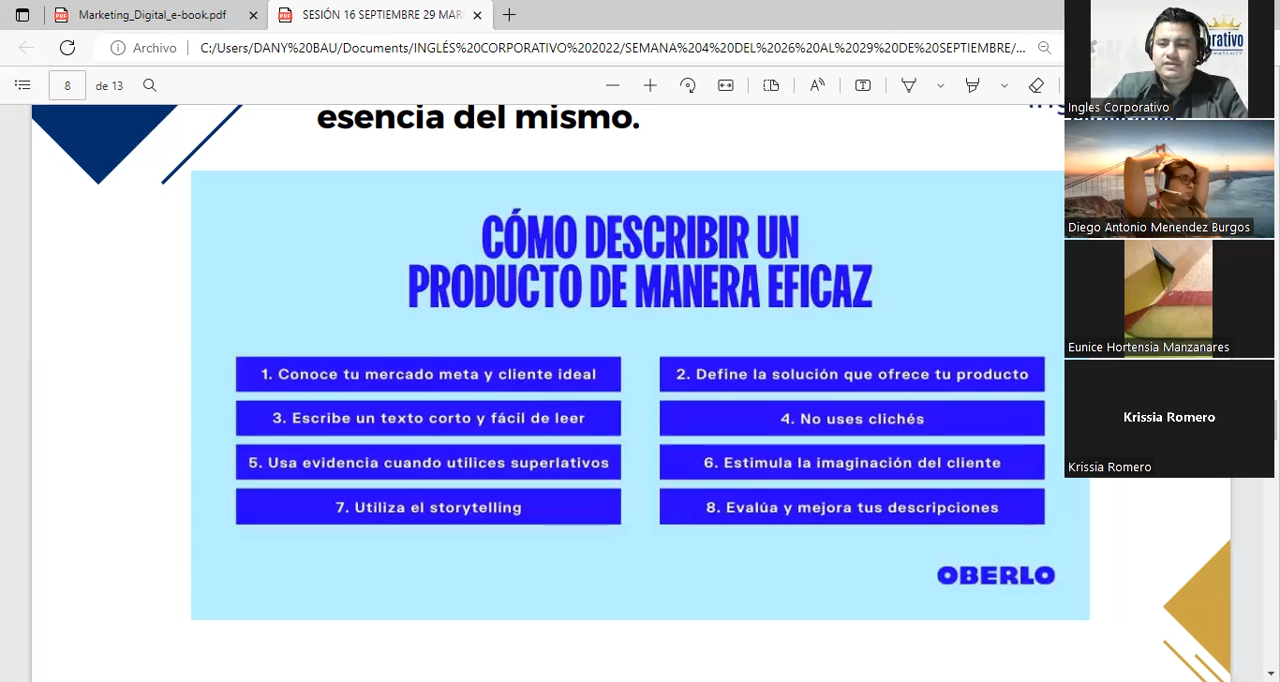 Marketing_Digital_e-book.pdf
SESIÓN 16 SEPTIEMBRE 29 MAR
Archivo
C:/Users/DANY%20BAU/Documents/INGLÉS%20CORPORATIVO%202022/SEMANA%204%20DEL%2026%20AL%2029%20DE%20SEPTIEMBRE/...
8
de 13
esencia del mismo.
CÓMO DESCRIBIR UN
PRODUCTO DE MANERA EFICAZ
1. Conoce tu mercado meta y cliente ideal
2. Define la solución que ofrece tu producto
3. Escribe un texto corto y fácil de leer
4. No uses clichés
5. Usa evidencia cuando utilices superlativos
6. Estimula la imaginación del cliente
7. Utiliza el storytelling
8. Evalúa y mejora tus descripciones
OBERLO
Ingles Corporativo
Diego Antonio Menendez Burgos
Eunice Hortensia Manzanares
Krissia Romero
Krissia Romero